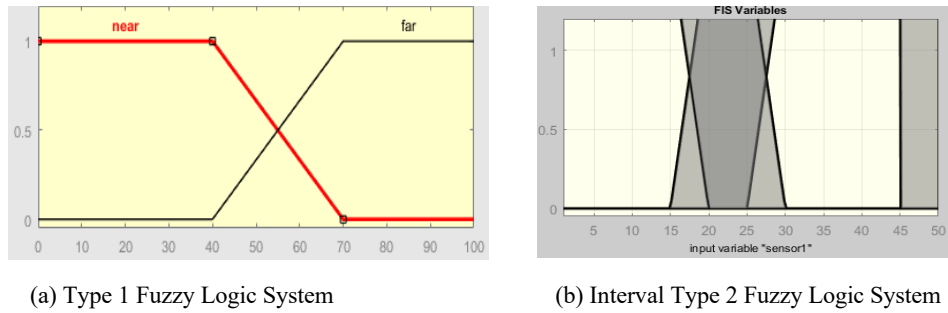 near
far
1
0.5
0
0 10 20 30 40 50 60 70 80 90 100
FIS Variables
1
0.5
0
5 10 15 20 25 30 35 40 45 50
input variable "sensor1"
(a) Type 1 Fuzzy Logic System
(b) Interval Type 2 Fuzzy Logic System